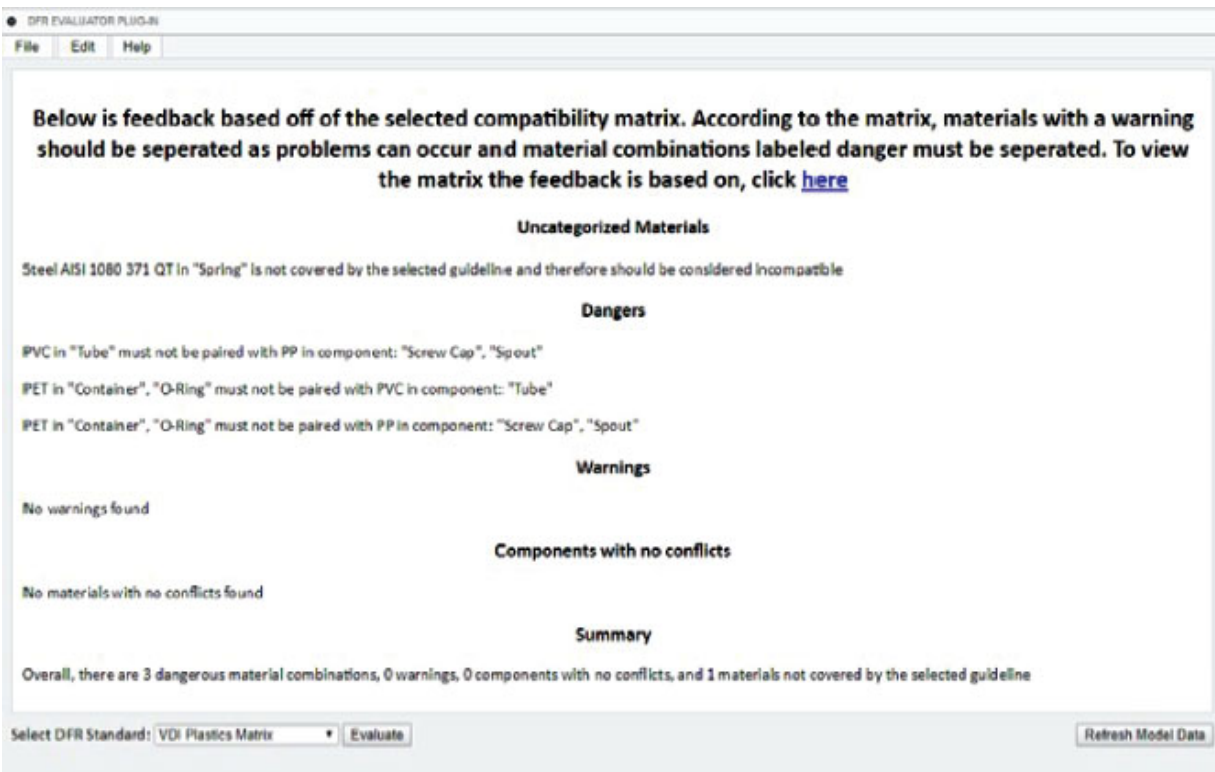 DFR EVALUATOR PLUG-IN
File Edit Help
Below is feedback based off of the selected compatibility matrix. According to the matrix, materials with a warning
should be seperated as problems can occur and material combinations labeled danger must be seperated. To view
the matrix the feedback is based on, click here
Uncategorized Materials
Steel AISI 1080 371 QT in "Spring" is not covered by the selected guideline and therefore should be considered incompatible
Dangers
PVC in "Tube" must not be paired with PP in component: "Screw Cap", "Spout"
PET in "Container", "O-Ring" must not be paired with PVC in component: "Tube"
PET in "Container", "O-Ring" must not be paired with PP in component: "Screw Cap", "Spout"
Warnings
No warnings found
Components with no conflicts
No materials with no conflicts found
Summary
Overall, there are 3 dangerous material combinations, 0 warnings, 0 components with no conflicts, and 1 materials not covered by the selected guideline
Select DFR Standard: VDI Plastics Matrix Evaluate Refresh Model Data